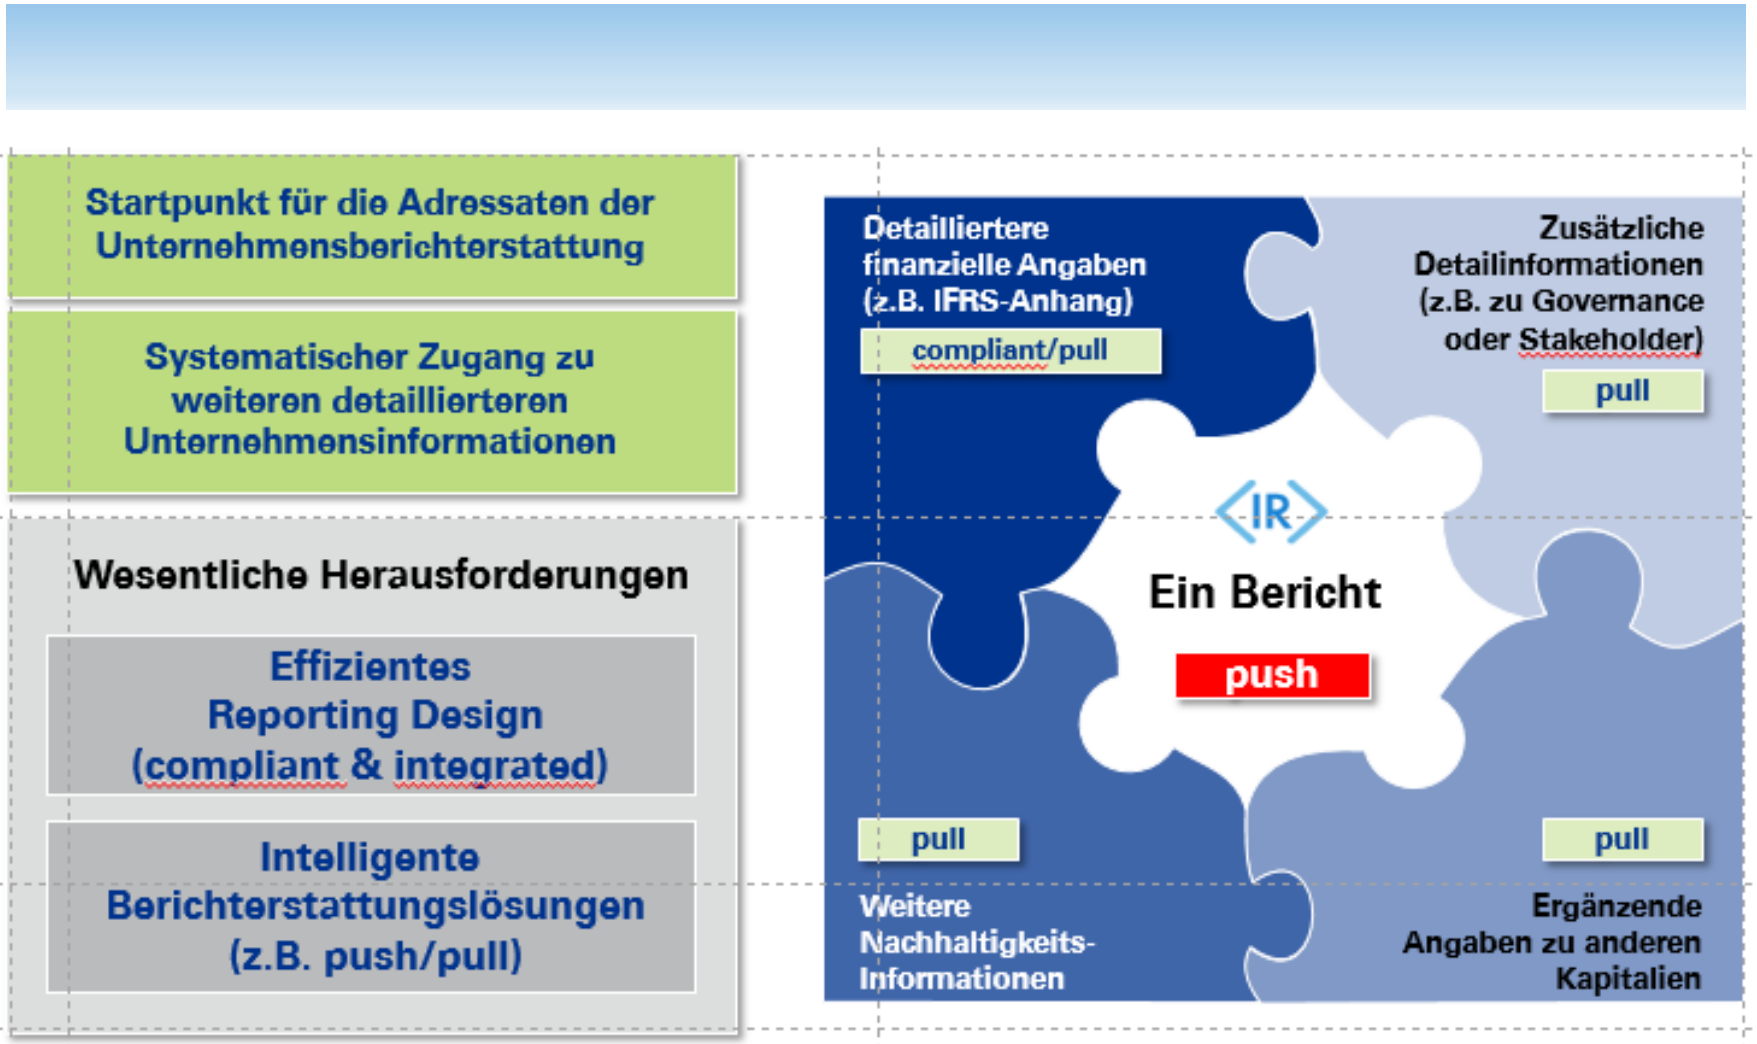 Startpunkt für die Adressaten der
Unternehmensberichterstattung
Systematischer Zugang zu
weiteren detaillierteren
Unternehmensinformationen
Wesentliche Herausforderungen
Effizientes
Reporting Design
(compliant & integrated)
Intelligente
Berichterstattungslösungen
(z.B. push/pull)
Detailliertere
finanzielle Angaben
(z.B. IFRS-Anhang)
compliant/pull
Zusätzliche
Detailinformationen
(z.B. zu Governance
oder Stakeholder)
pull
<IR>
Ein Bericht
push
pull
Weitere
Nachhaltigkeits-
Informationen
pull
Ergänzende
Angaben zu anderen
Kapitalien